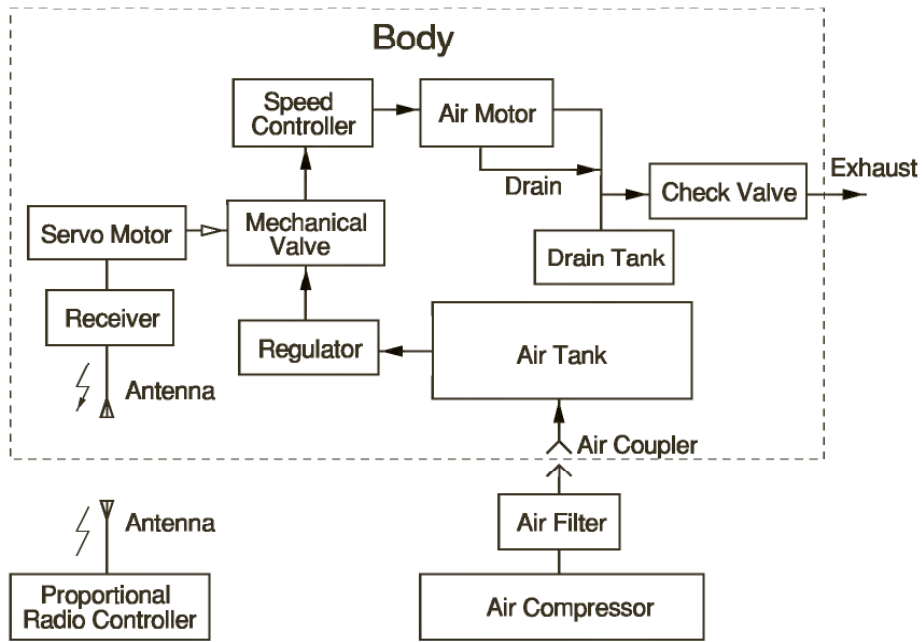 Body
Speed
Controller
Air Motor
Drain
Exhaust
Check Valve
Servo Motor
Mechanical
Valve
Drain Tank
Receiver
Regulator
Air Tank
Antenna
Air Coupler
Antenna
Air Filter
Proportional
Radio Controller
Air Compressor